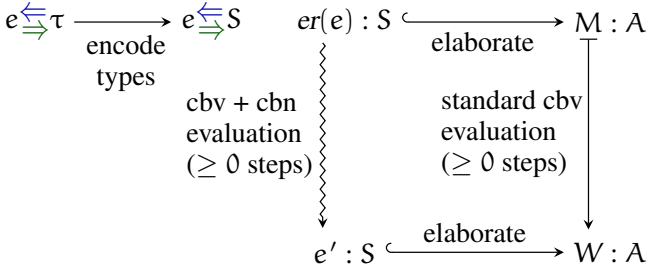 e ⇐⇒ τ ⟶ e ⇐⇒ S er(e) : S ↪⟶ M : A
encode
types
elaborate
cbv + cbn
evaluation
(≥ 0 steps)
standard cbv
evaluation
(≥ 0 steps)
elaborate
e′ : S ↪⟶ W : A